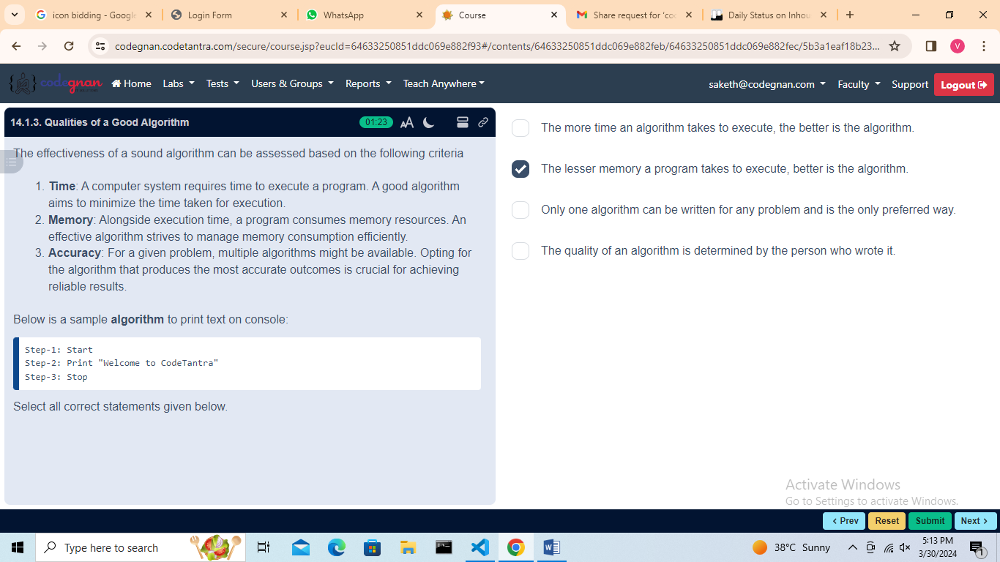 icon bidding - Google
Login Form
WhatsApp
Course
Share request for 'co
Daily Status on Inhou
codegnan.codetantra.com/secure/course.jsp?eucId=64633250851ddc069e882f93#/contents/64633250851ddc069e882feb/64633250851ddc069e882fec/5b3a1eaf18b23...
V
codegnan
Home
Labs
Tests
Users & Groups
Reports
Teach Anywhere
saketh@codegnan.com
Faculty
Support
Logout
14.1.3. Qualities of a Good Algorithm
01:23
AA
The effectiveness of a sound algorithm can be assessed based on the following criteria
1. Time: A computer system requires time to execute a program. A good algorithm
aims to minimize the time taken for execution.
2. Memory: Alongside execution time, a program consumes memory resources. An
effective algorithm strives to manage memory consumption efficiently.
3. Accuracy: For a given problem, multiple algorithms might be available. Opting for
the algorithm that produces the most accurate outcomes is crucial for achieving
reliable results.
Below is a sample algorithm to print text on console:
Step-1: Start
Step-2: Print "Welcome to CodeTantra"
Step-3: Stop
Select all correct statements given below.
The more time an algorithm takes to execute, the better is the algorithm.
The lesser memory a program takes to execute, better is the algorithm.
Only one algorithm can be written for any problem and is the only preferred way.
The quality of an algorithm is determined by the person who wrote it.
Activate Windows
Go to Settings to activate Windows.
< Prev
Reset
Submit
Next >
Type here to search
38°C Sunny
5:13 PM
3/30/2024
1